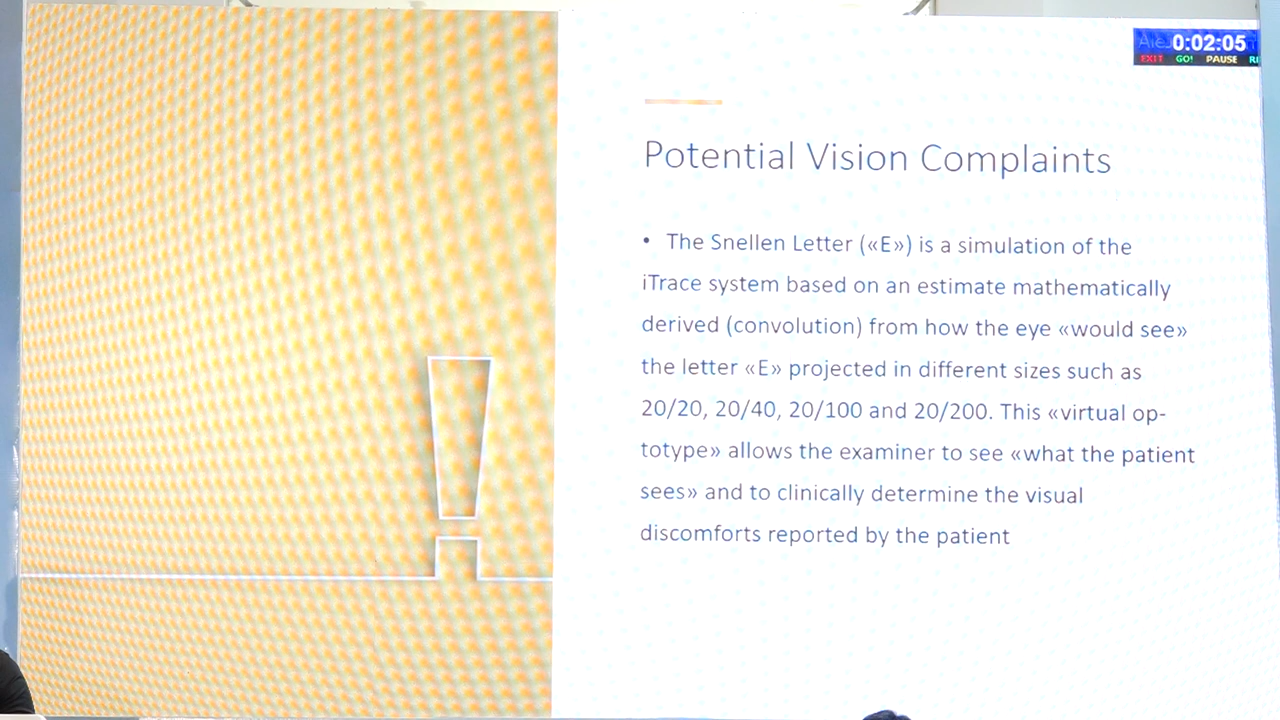 0:02:05
EXIT GO! PAUSE
Potential Vision Complaints
• The Snellen Letter («E») is a simulation of the
iTrace system based on an estimate mathematically
derived (convolution) from how the eye «would see»
the letter «E» projected in different sizes such as
20/20, 20/40, 20/100 and 20/200. This «virtual op-
totype» allows the examiner to see «what the patient
sees» and to clinically determine the visual
discomforts reported by the patient